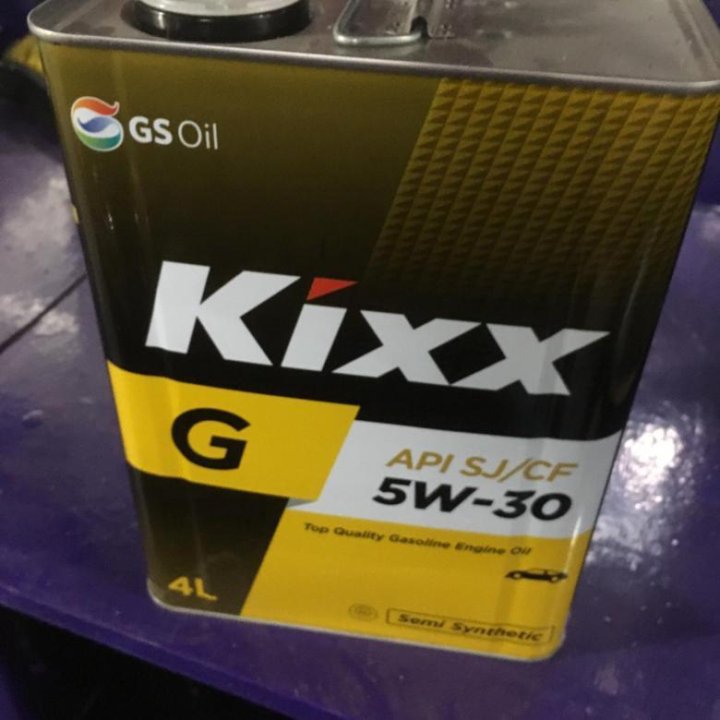 GS Oil
Kixx
G
API SJ/CF
5W-30
Top Quality Gasoline Engine Oil
4L
Semi Synthetic